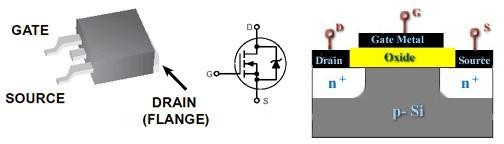 GATE
SOURCE
DRAIN
(FLANGE)
D
G
S
D
G
S
Gate Metal
Drain
Oxide
Source
n+
n+
p- Si